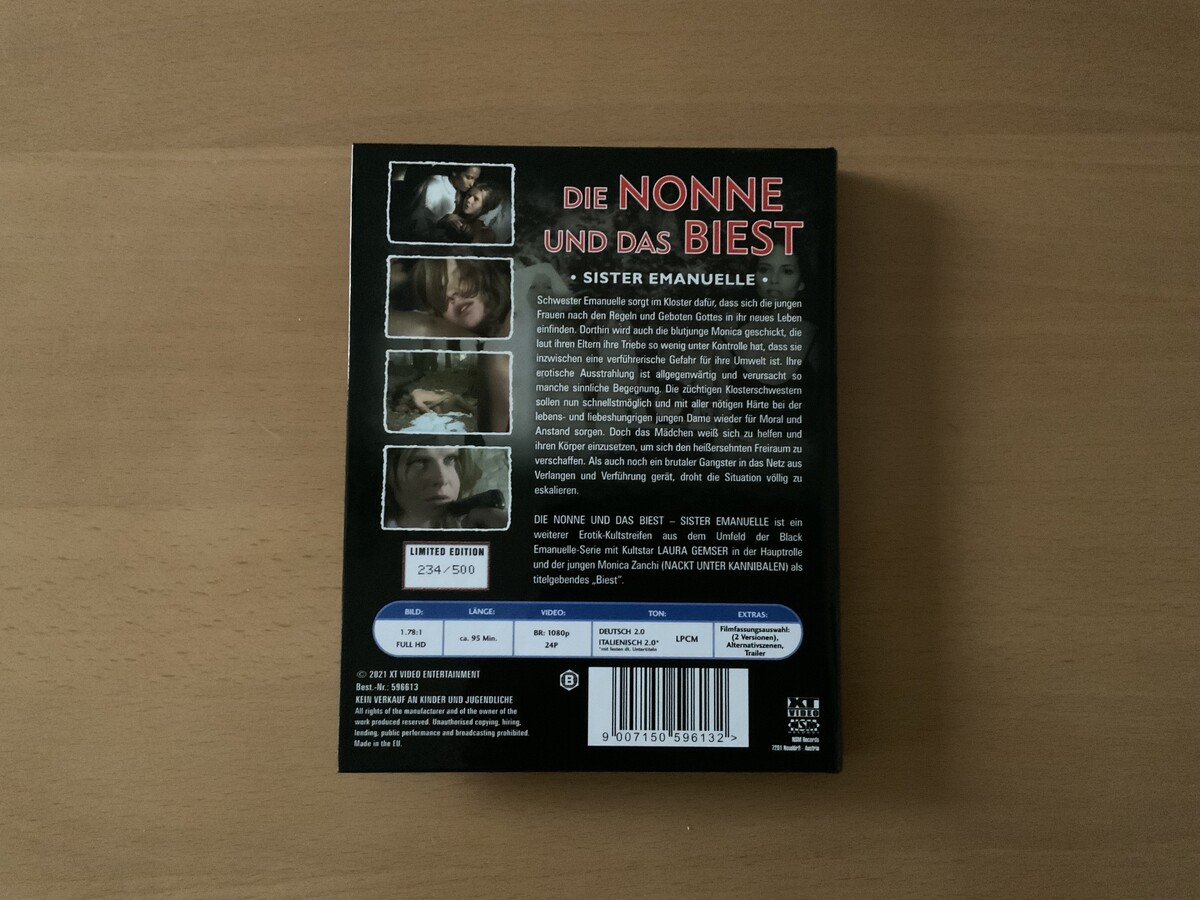 DIE NONNE
UND DAS BIEST
• SISTER EMANUELLE •
Schwester Emanuelle sorgt im Kloster dafür, dass sich die jungen
Frauen nach den Regeln und Geboten Gottes in ihr neues Leben
einfinden. Dorthin wird auch die blutjunge Monica geschickt, die
laut ihren Eltern ihre Triebe so wenig unter Kontrolle hat, dass sie
inzwischen eine verführerische Gefahr für ihre Umwelt ist. Ihre
erotische Ausstrahlung ist allgegenwärtig und verursacht so
manche sinnliche Begegnung. Die züchtigen Klosterschwestern
sollen nun schnellstmöglich und mit aller nötigen Härte bei der
lebens- und liebeshungrigen jungen Dame wieder für Moral und
Anstand sorgen. Doch das Mädchen weiß sich zu helfen und
ihren Körper einzusetzen, um sich den heißersehnten Freiraum zu
verschaffen. Als auch noch ein brutaler Gangster in das Netz aus
Verlangen und Verführung gerät, droht die Situation völlig zu
eskalieren.
DIE NONNE UND DAS BIEST – SISTER EMANUELLE ist ein
weiterer Erotik-Kultstreifen aus dem Umfeld der Black
Emanuelle-Serie mit Kultstar LAURA GEMSER in der Hauptrolle
und der jungen Monica Zanchi (NACKT UNTER KANNIBALEN) als
titelgebendes „Biest".
LIMITED EDITION
234/500
BILD: LÄNGE: VIDEO: TON: EXTRAS:
1.78:1
FULL HD
ca. 95 Min.
BR: 1080p
24P
DEUTSCH 2.0
ITALIENISCH 2.0*
*mit festen dt. Untertiteln
LPCM
Filmfassungsauswahl:
(2 Versionen),
Alternativszenen,
Trailer
© 2021 XT VIDEO ENTERTAINMENT
Best.-Nr.: 596613
KEIN VERKAUF AN KINDER UND JUGENDLICHE
All rights of the manufacturer and of the owner of the
work produced reserved. Unauthorised copying, hiring,
lending, public performance and broadcasting prohibited.
Made in the EU.
B
9 007150 596132 >
XT
VIDEO
NSM
NSM Records
7201 Neudörfl - Austria